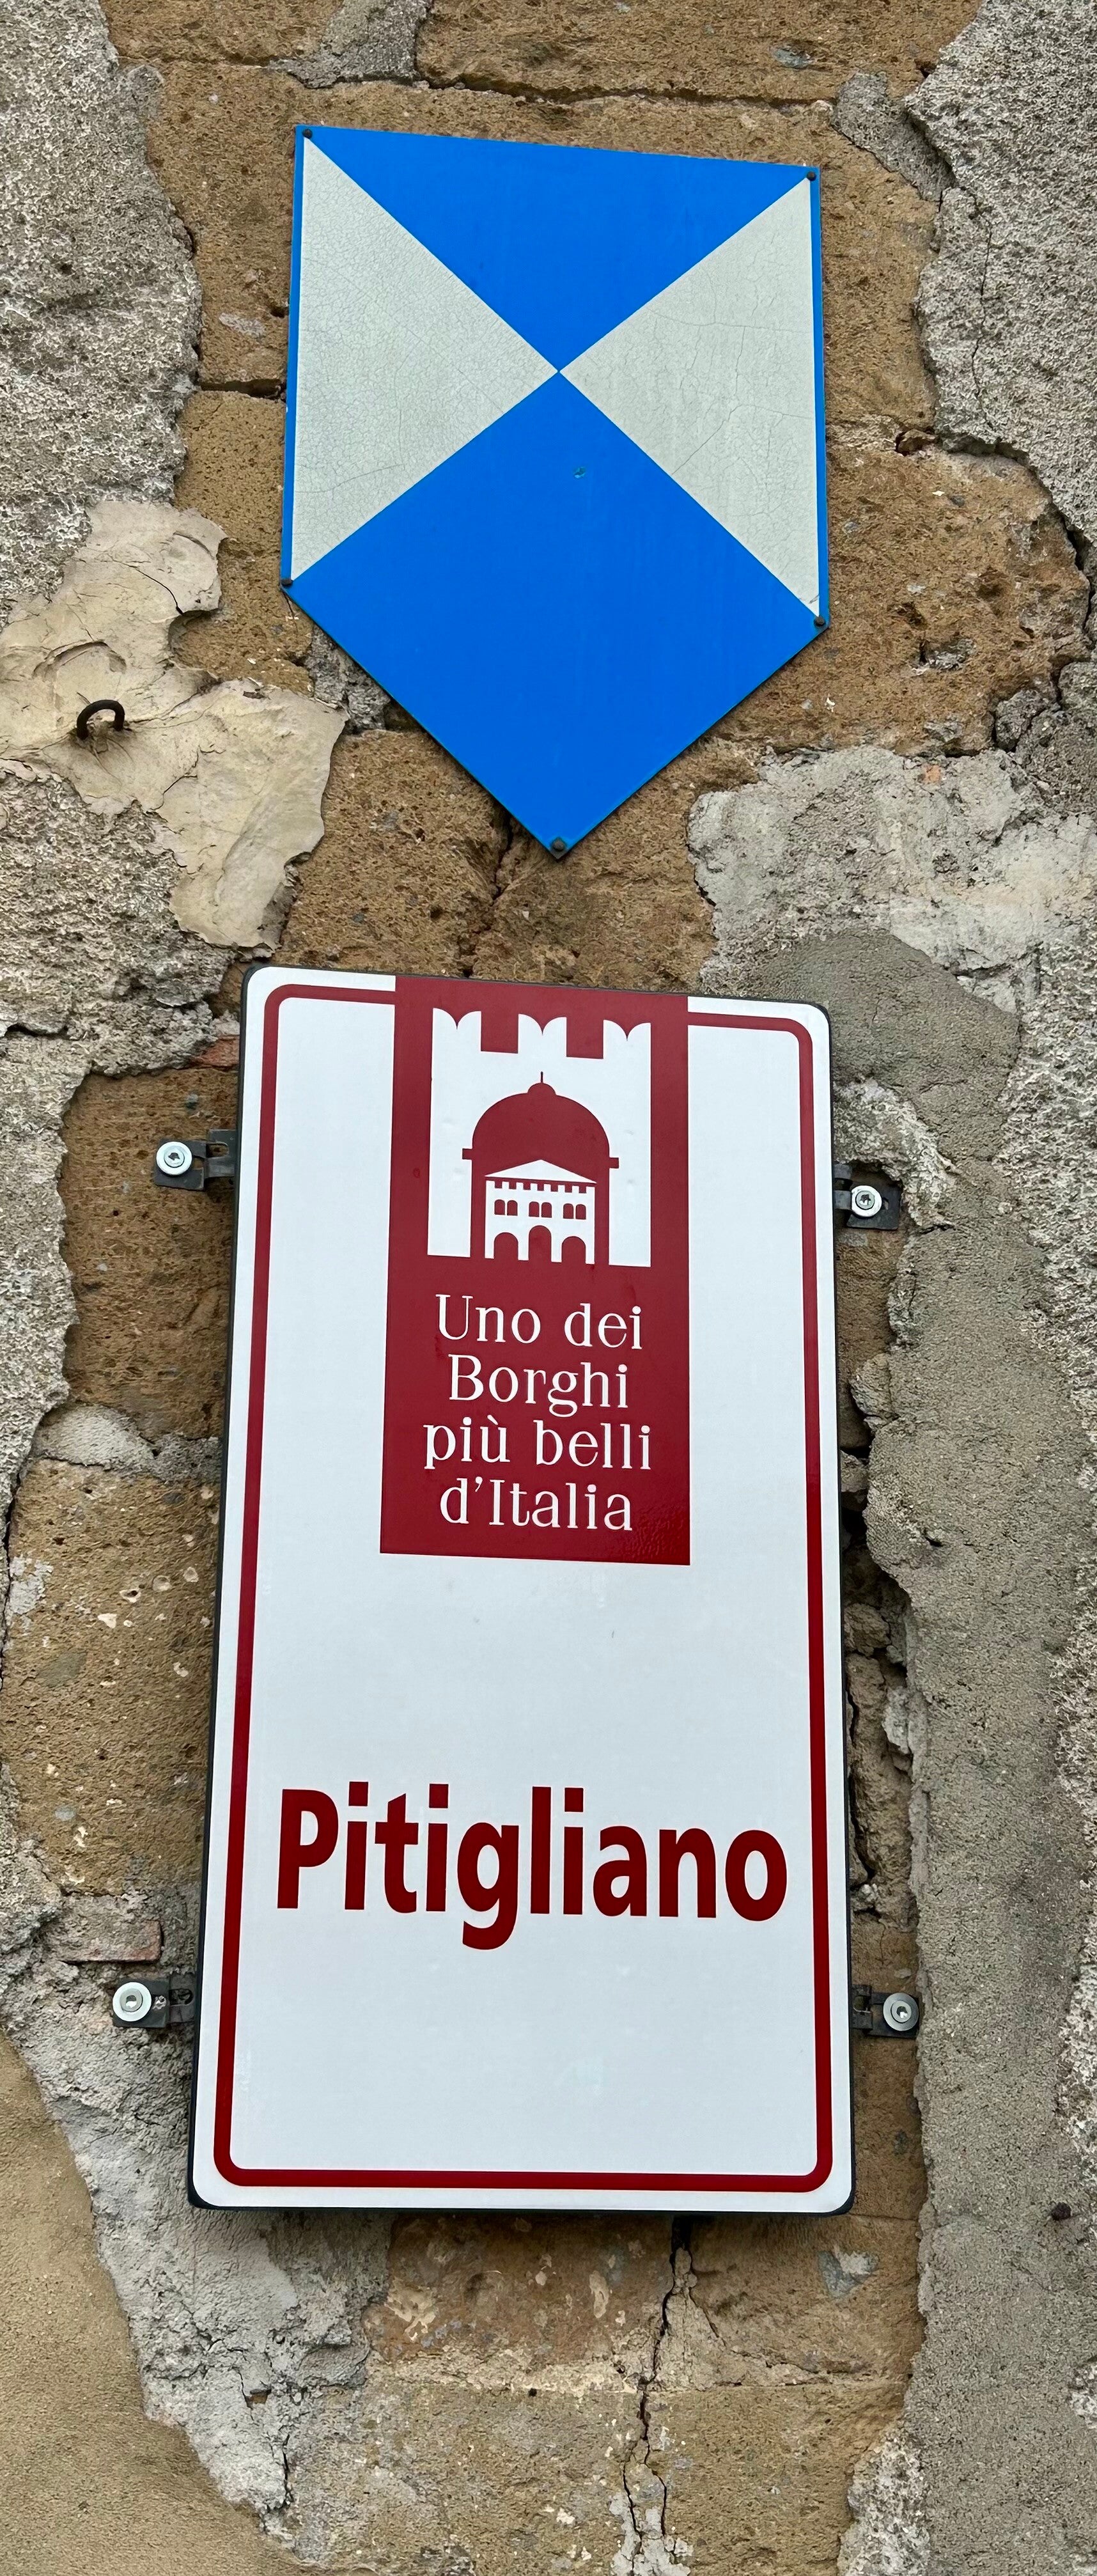 Uno dei
Borghi
più belli
d'Italia
Pitigliano